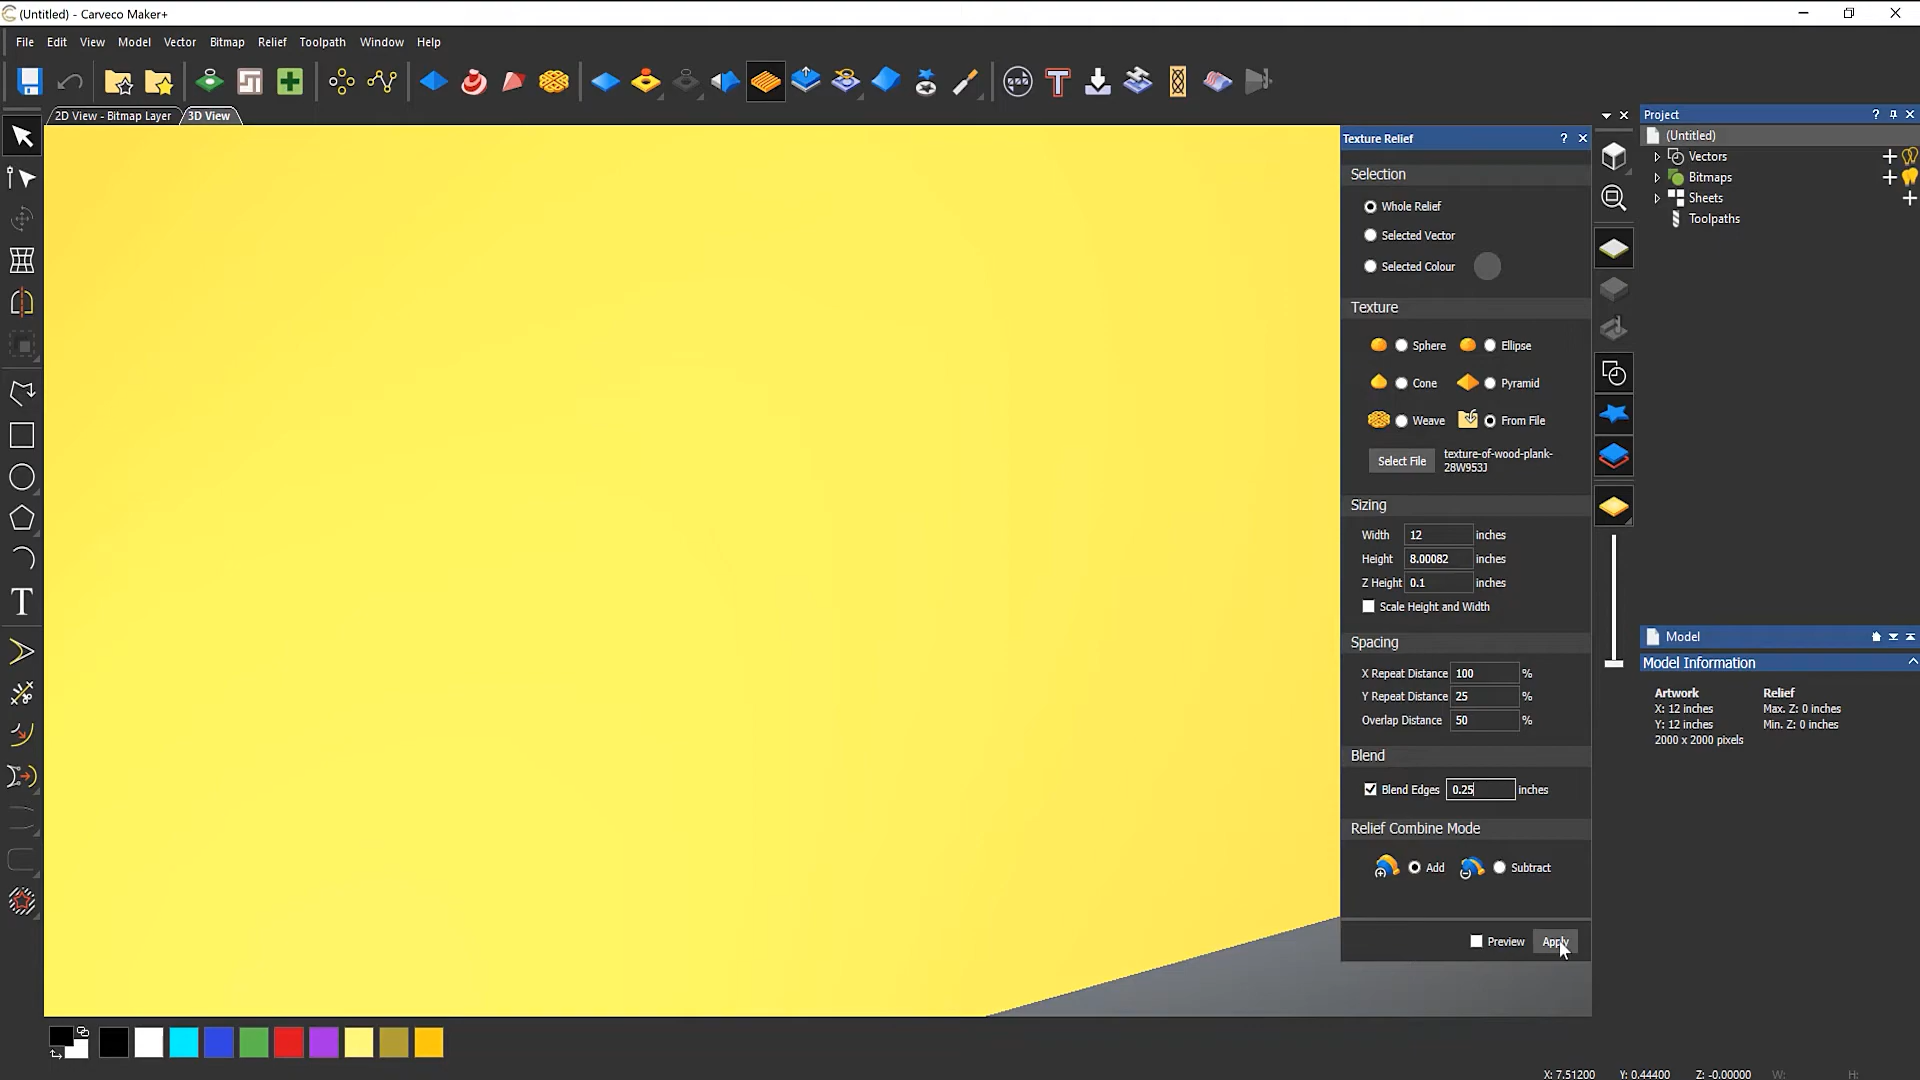 (Untitled) - Carveco Maker+
File Edit View Model Vector Bitmap Relief Toolpath Window Help
2D View - Bitmap Layer 3D View
Texture Relief ?
Selection
Whole Relief
Selected Vector
Selected Colour
Texture
Sphere Ellipse
Cone Pyramid
Weave From File
Select File texture-of-wood-plank-
28W953J
Sizing
Width 12 inches
Height 8.00082 inches
Z Height 0.1 inches
Scale Height and Width
Spacing
X Repeat Distance 100 %
Y Repeat Distance 25 %
Overlap Distance 50 %
Blend
Blend Edges 0.25 inches
Relief Combine Mode
Add Subtract
Preview Apply
Project ?
(Untitled)
Vectors
Bitmaps
Sheets
Toolpaths
Model
Model Information
Artwork Relief
X: 12 inches Max. Z: 0 inches
Y: 12 inches Min. Z: 0 inches
2000 x 2000 pixels
X: 7.51200 Y: 0.44400 Z: -0.00000 W: H: